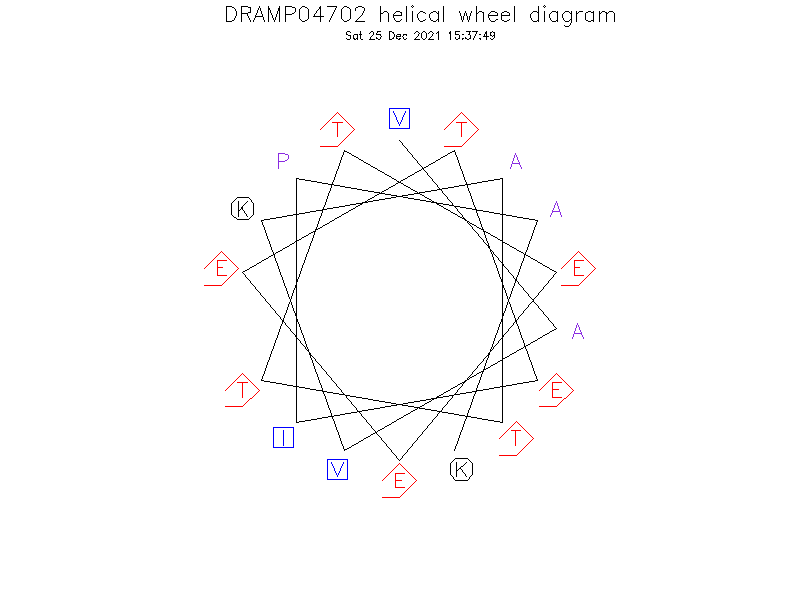 DRAMP04702 helical wheel diagram
Sat 25 Dec 2021 15:37:49
V
T T
P A
K A
E E
A
T E
I T
V K
E